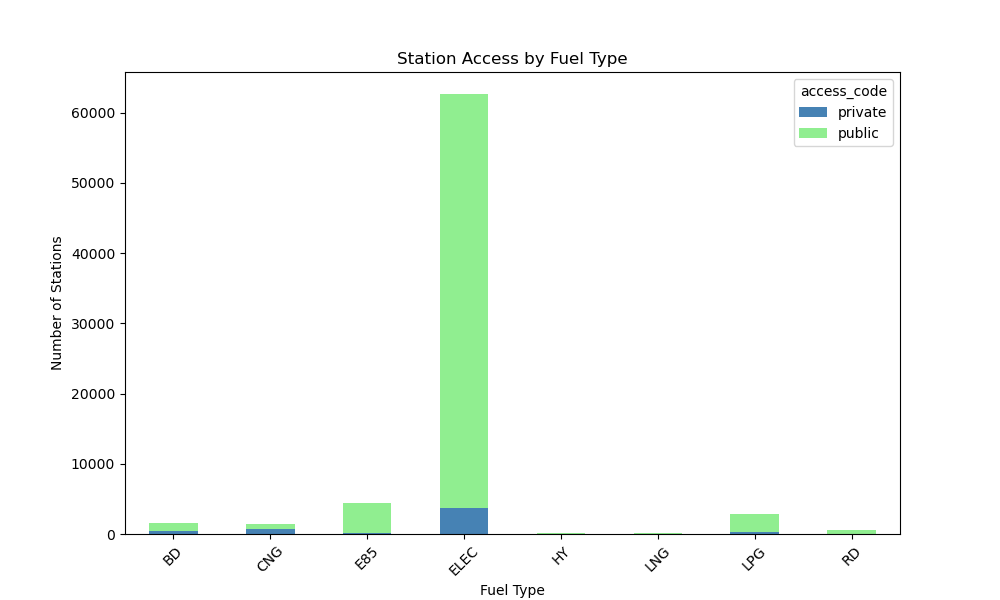 Station Access by Fuel Type
access_code
private
public
Number of Stations
60000
50000
40000
30000
20000
10000
0
BD
CNG
E85
ELEC
HY
LNG
LPG
RD
Fuel Type